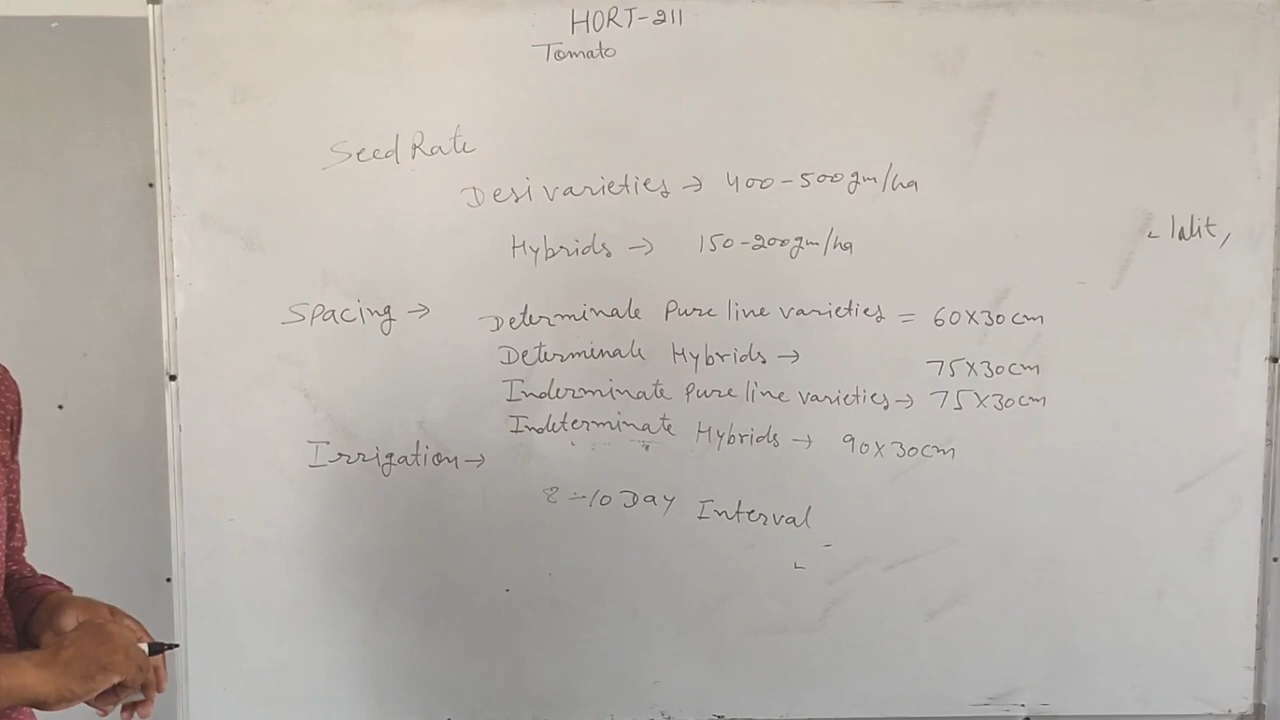 HORT-211
Tomato
Seed Rate
Desi varieties → 400-500gm/ha
Hybrids → 150-200gm/ha
lalit,
Spacing → Determinate Pure line varieties = 60X30cm
Determinate Hybrids → 75X30cm
Inderminate Pure line varieties → 75X30cm
Indeterminate Hybrids → 90X30cm
Irrigation →
8-10 Day Interval